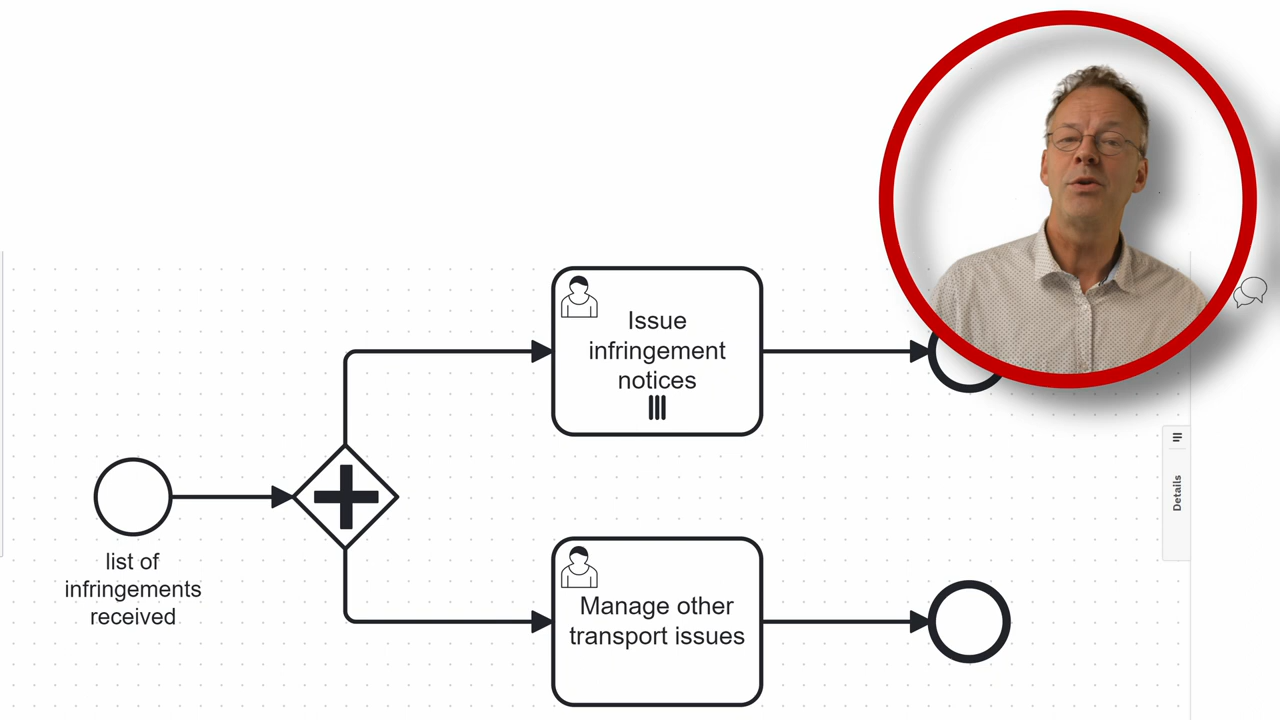 Issue
infringement
notices
list of
infringements
received
Manage other
transport issues
Details